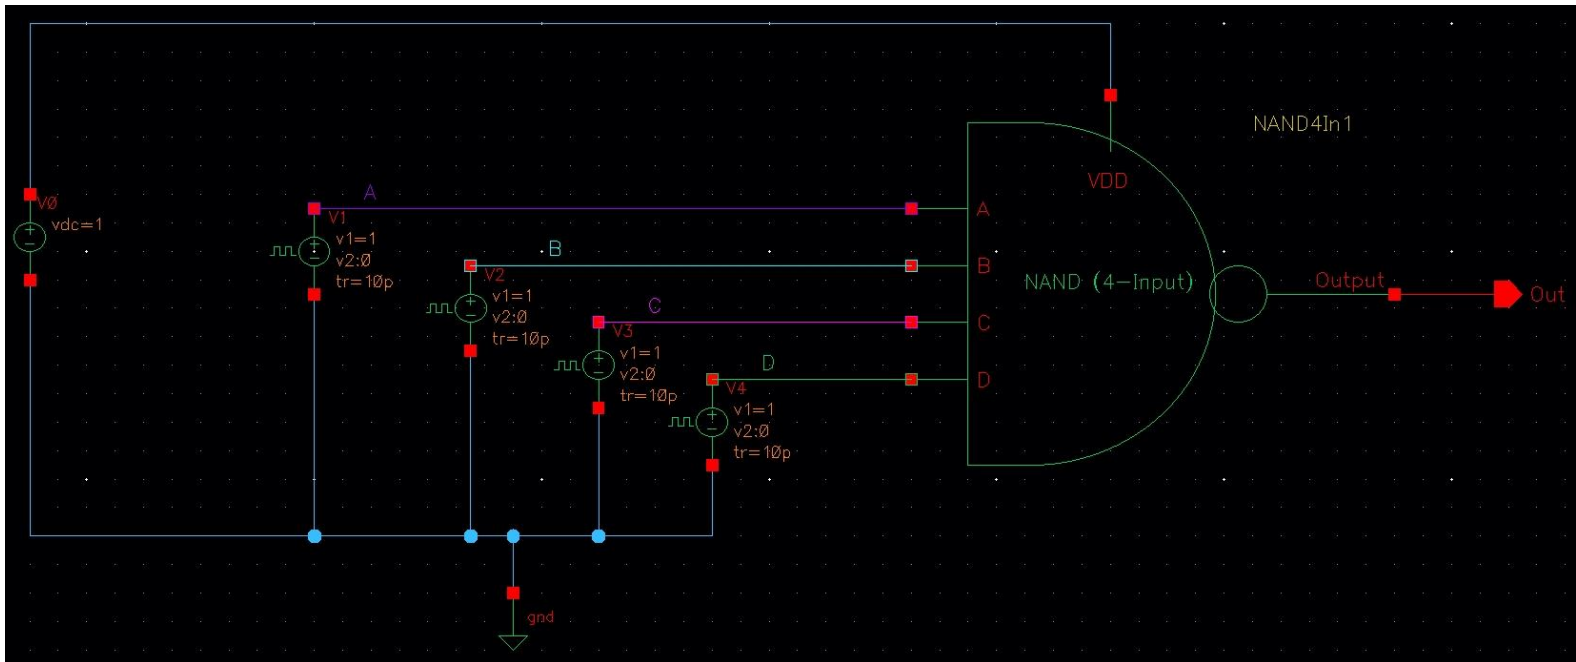 NAND4In1
VDD
A
V0
vdc=1
V1
v1=1
v2:0
tr=10p
A
B
V2
v1=1
v2:0
tr=10p
B
NAND (4-Input)
Output
Out
C
V3
v1=1
v2:0
tr=10p
C
D
V4
v1=1
v2:0
tr=10p
D
gnd